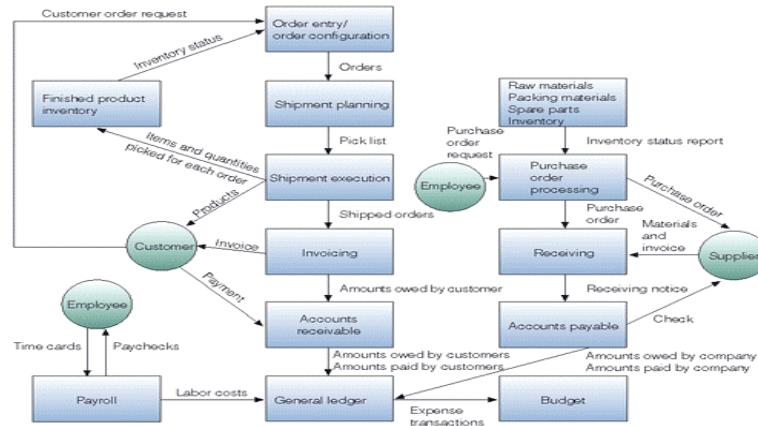 Customer order request
Order entry/
order configuration
Inventory status
Orders
Finished product
inventory
Shipment planning
Raw materials
Packing materials
Spare parts
Inventory
Pick list
Items and quantities
picked for each order
Purchase
order
request
Inventory status report
Shipment execution
Employee
Purchase
order
processing
Purchase order
Products
Shipped orders
Purchase
order
Materials
and
invoice
Customer
Invoice
Invoicing
Receiving
Supplier
Payment
Amounts owed by customer
Receiving notice
Employee
Accounts
receivable
Accounts payable
Check
Time cards
Paychecks
Amounts owed by customers
Amounts paid by customers
Amounts owed by company
Amounts paid by company
Payroll
Labor costs
General ledger
Expense
transactions
Budget